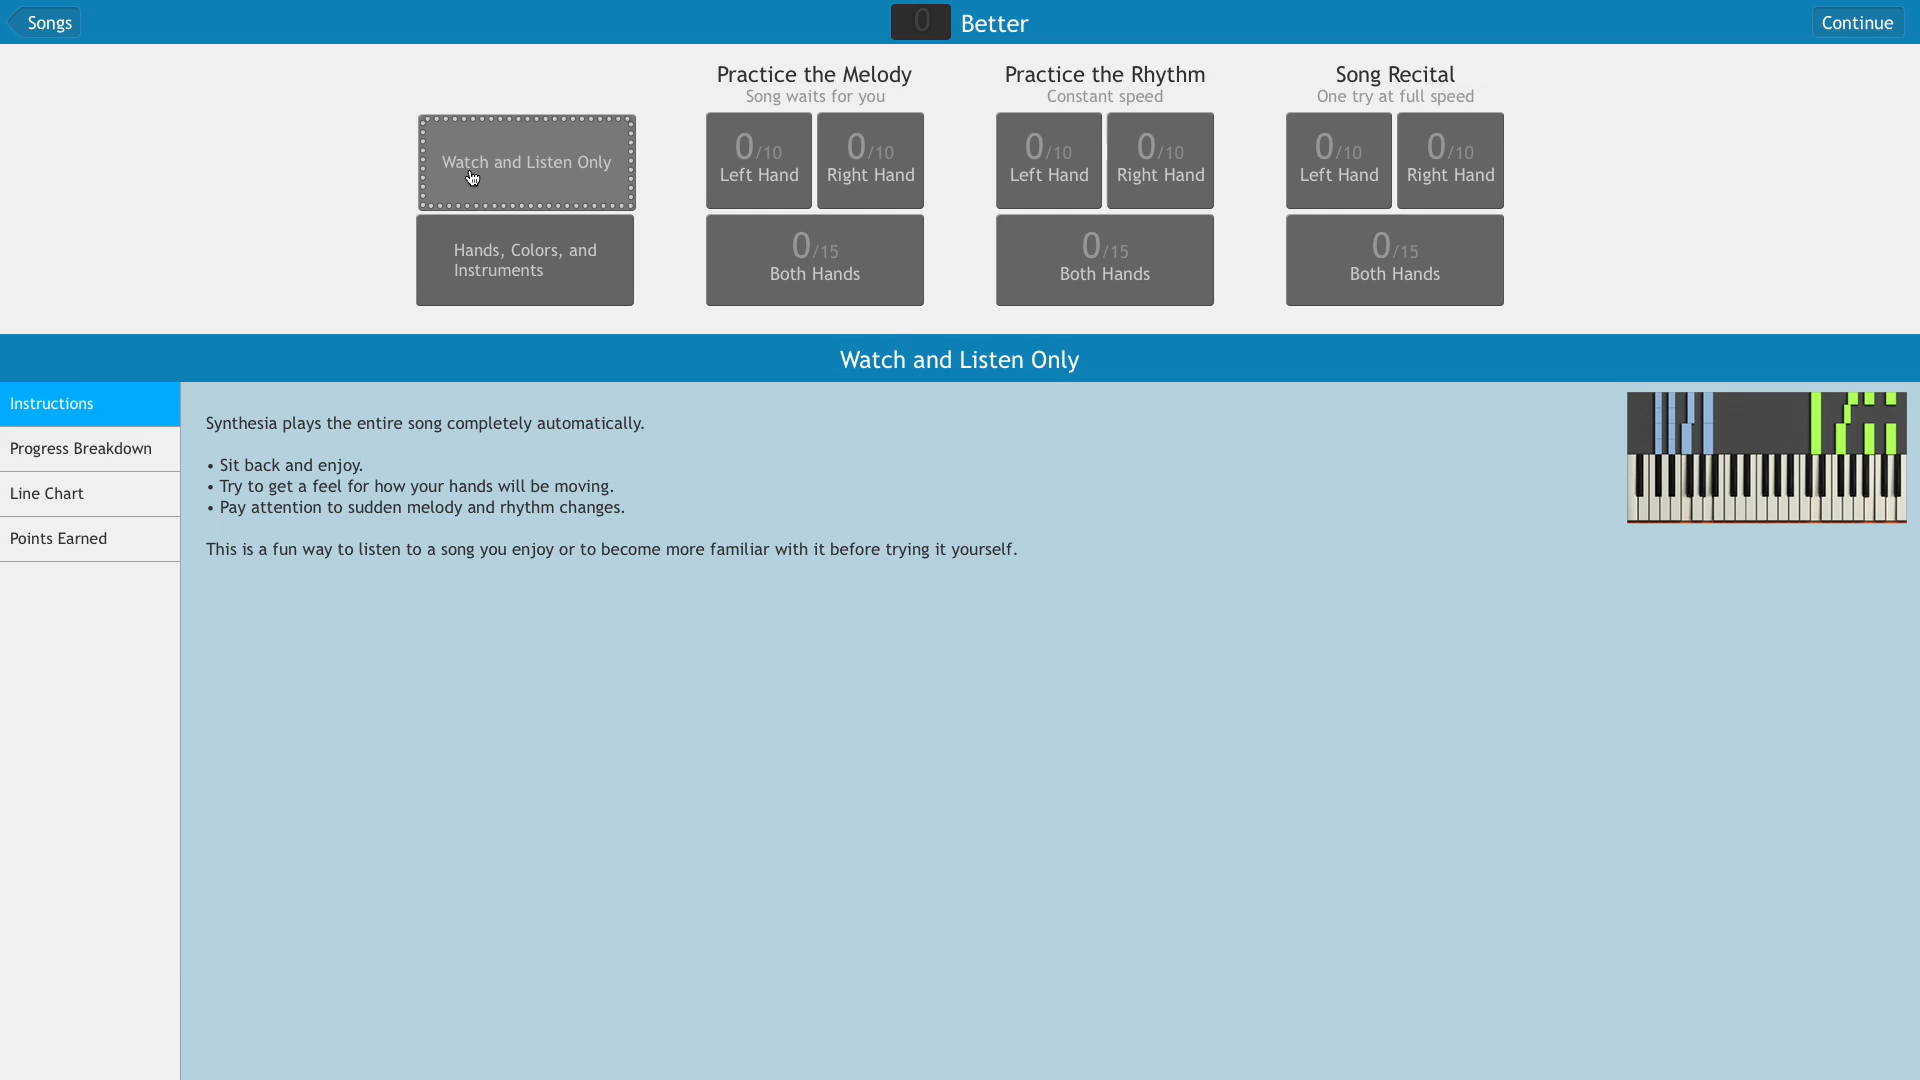 Songs
0 Better
Continue
Practice the Melody
Song waits for you
Practice the Rhythm
Constant speed
Song Recital
One try at full speed
Watch and Listen Only
0/10
Left Hand
0/10
Right Hand
0/10
Left Hand
0/10
Right Hand
0/10
Left Hand
0/10
Right Hand
Hands, Colors, and
Instruments
0/15
Both Hands
0/15
Both Hands
0/15
Both Hands
Watch and Listen Only
Instructions
Progress Breakdown
Line Chart
Points Earned
Synthesia plays the entire song completely automatically.
• Sit back and enjoy.
• Try to get a feel for how your hands will be moving.
• Pay attention to sudden melody and rhythm changes.
This is a fun way to listen to a song you enjoy or to become more familiar with it before trying it yourself.